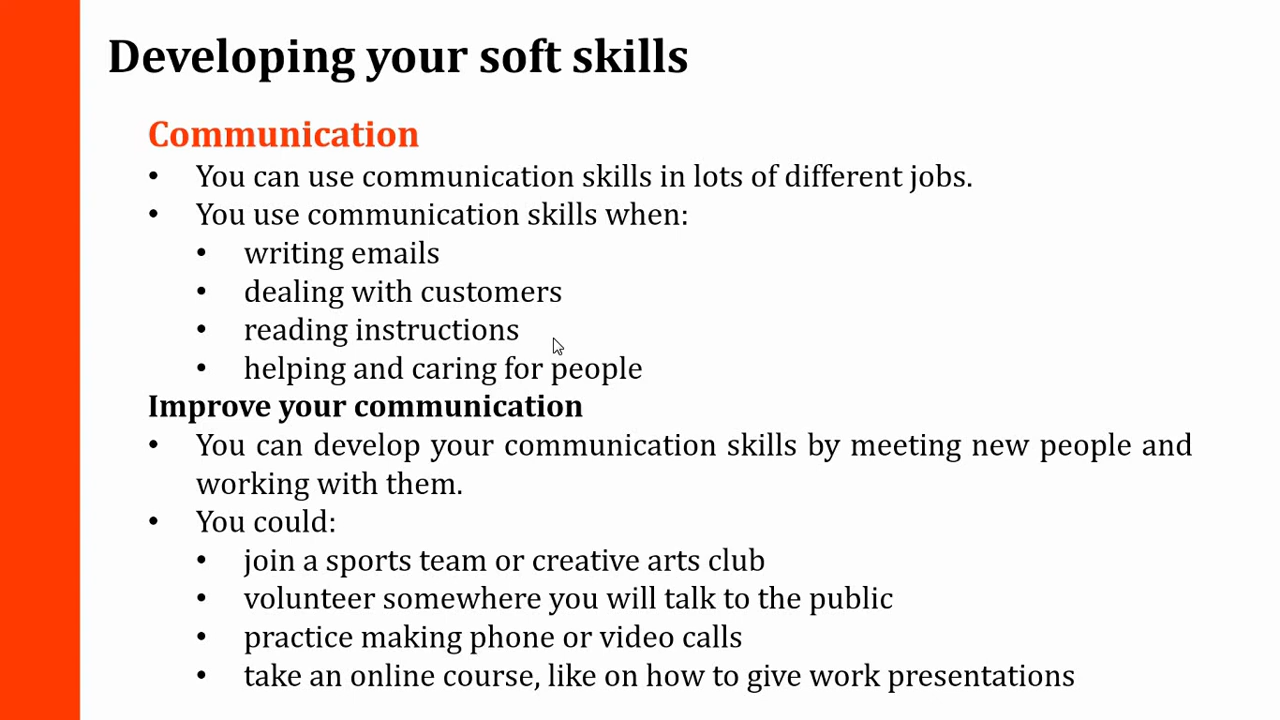 Developing your soft skills
Communication
• You can use communication skills in lots of different jobs.
• You use communication skills when:
• writing emails
• dealing with customers
• reading instructions
• helping and caring for people
Improve your communication
• You can develop your communication skills by meeting new people and
working with them.
• You could:
• join a sports team or creative arts club
• volunteer somewhere you will talk to the public
• practice making phone or video calls
• take an online course, like on how to give work presentations